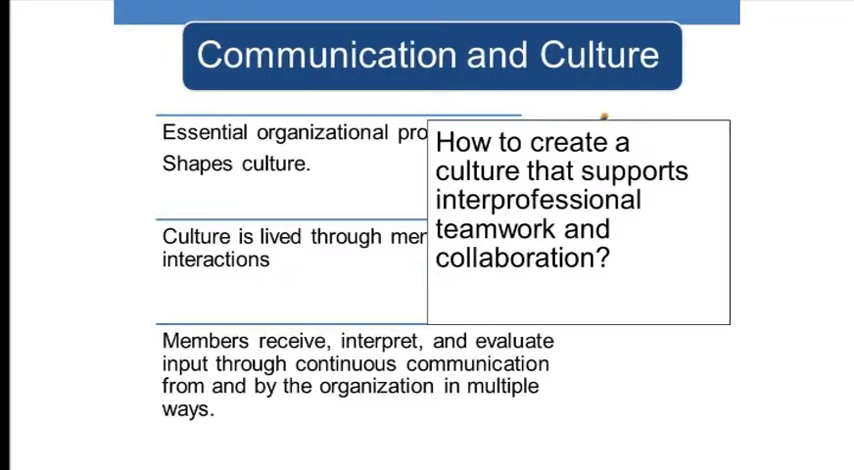 Communication and Culture
Essential organizational
Shapes culture.
Culture is lived through
interactions
Members receive, interpret, and evaluate
input through continuous communication
from and by the organization in multiple
ways.
How to create a
culture that supports
interprofessional
teamwork and
collaboration?